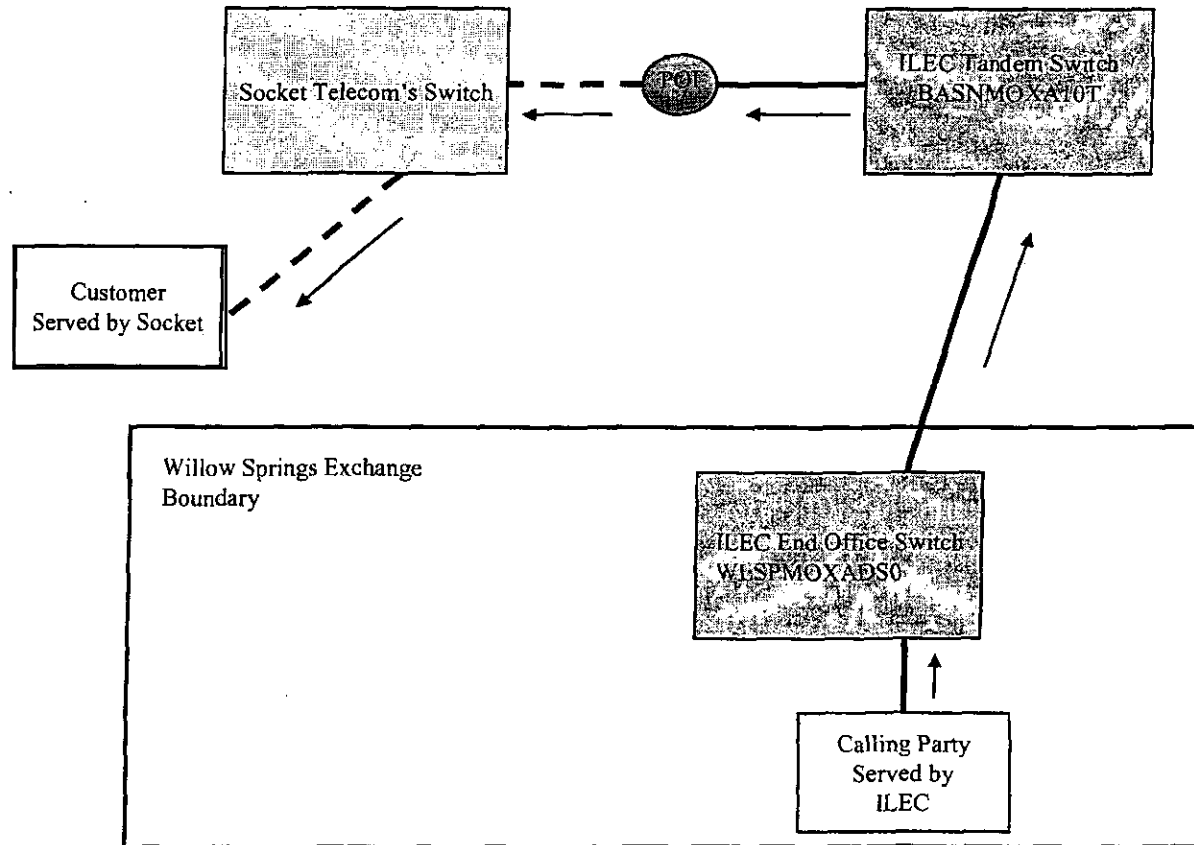 Socket Telecom's Switch
POI
ILEC Tandem Switch
BASNMOXA10T
Customer
Served by Socket
Willow Springs Exchange
Boundary
ILEC End Office Switch
WLSPMOXADS0
Calling Party
Served by
ILEC